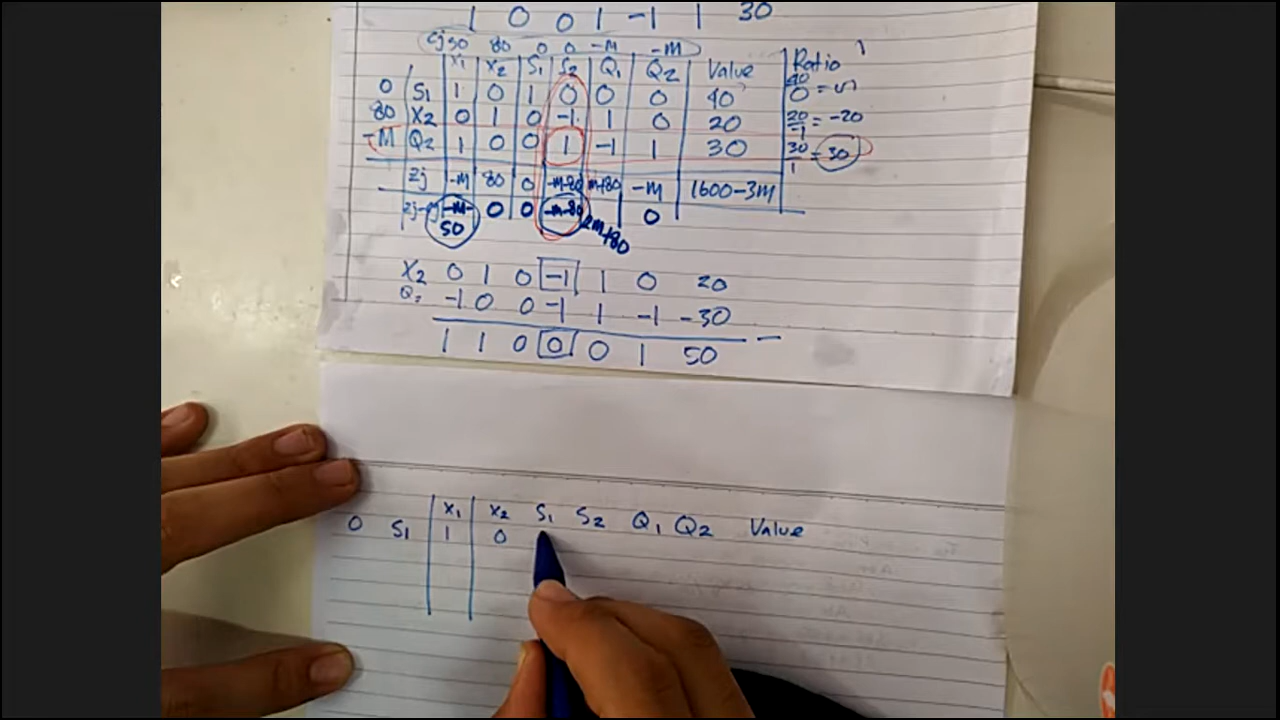 1 0 0 1 -1 1 30
Cj 50 80 0 0 -M -M
X1 X2 S1 S2 Q1 Q2 Value Ratio
0 S1 1 0 1 0 0 0 40 40/0 = ∽
80 X2 0 1 0 -1 1 0 20 20/-1 = -20
-M Q2 1 0 0 1 -1 1 30 30/1 = 30
Zj -M 80 0 -M-80 M+80 -M 1600-3M
Zj-Cj -M-50 0 0 -M-80 2M+80 0
X2 0 1 0 -1 1 0 20
Q2 -1 0 0 -1 1 -1 -30
1 1 0 0 0 1 50 -
X1 X2 S1 S2 Q1 Q2 Value
0 S1 1 0